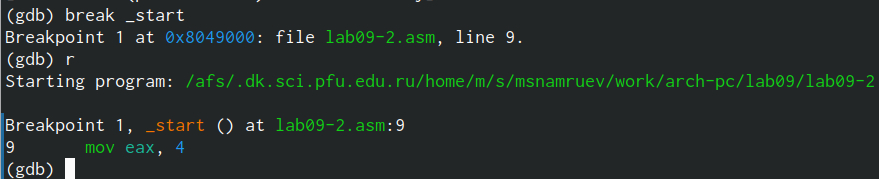 (gdb) break _start
Breakpoint 1 at 0x8049000: file lab09-2.asm, line 9.
(gdb) r
Starting program: /afs/.dk.sci.pfu.edu.ru/home/m/s/msnamruev/work/arch-pc/lab09/lab09-2
Breakpoint 1, _start () at lab09-2.asm:9
9       mov eax, 4
(gdb)